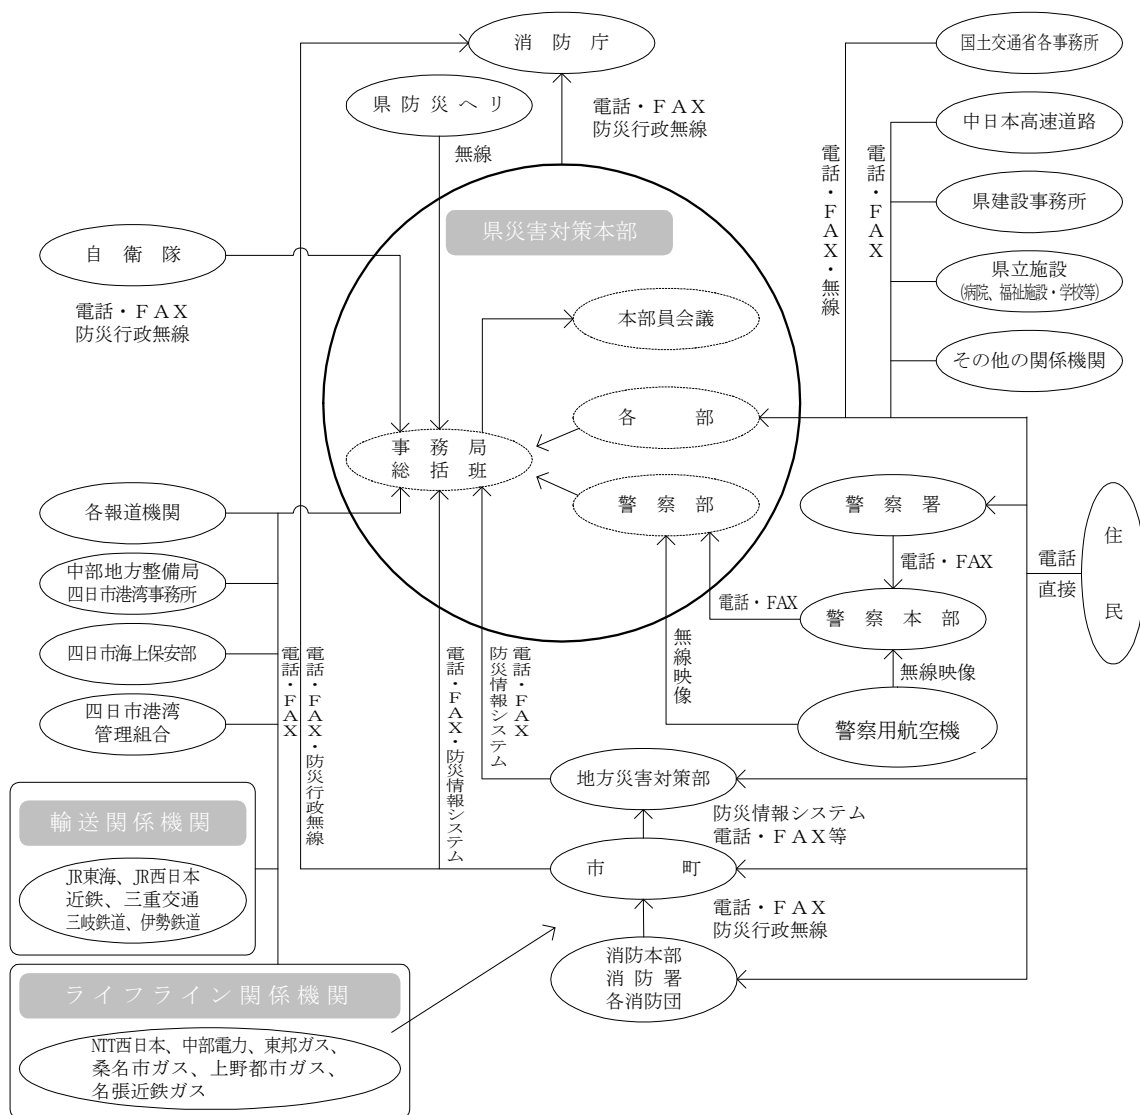 消防庁
国土交通省各事務所
県防災ヘリ
電話・ＦＡＸ
防災行政無線
中日本高速道路
無線
電話・ＦＡＸ・無線
電話・ＦＡＸ
県建設事務所
県災害対策本部
自衛隊
県立施設
(病院、福祉施設・学校等)
電話・ＦＡＸ
防災行政無線
本部員会議
その他の関係機関
各部
事務局
総括班
警察部
警察署
各報道機関
住民
電話
直接
電話・FAX
中部地方整備局
四日市港湾事務所
電話・FAX
警察本部
無線映像
四日市海上保安部
電話・ＦＡＸ
電話・ＦＡＸ・防災行政無線
電話・ＦＡＸ・防災情報システム
防災情報システム
電話・ＦＡＸ
無線映像
四日市港湾
管理組合
警察用航空機
地方災害対策部
輸送関係機関
防災情報システム
電話・ＦＡＸ等
市町
JR東海、JR西日本
近鉄、三重交通
三岐鉄道、伊勢鉄道
電話・ＦＡＸ
防災行政無線
消防本部
消防署
各消防団
ライフライン関係機関
NTT西日本、中部電力、東邦ガス、
桑名市ガス、上野都市ガス、
名張近鉄ガス